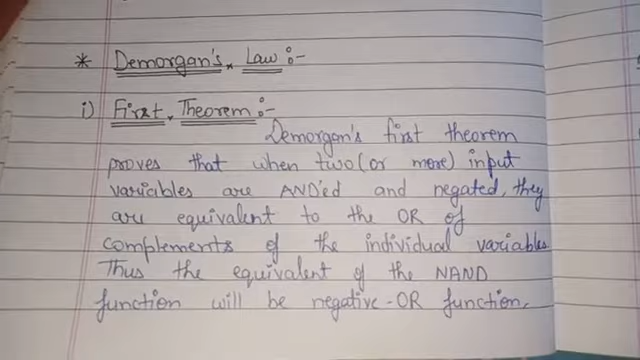 * Demorgan's Law :-
i) First Theorem :-
Demorgan's first theorem
proves that when two (or more) input
variables are AND'ed and negated, they
are equivalent to the OR of
complements of the individual variables.
Thus the equivalent of the NAND
function will be negative-OR function.